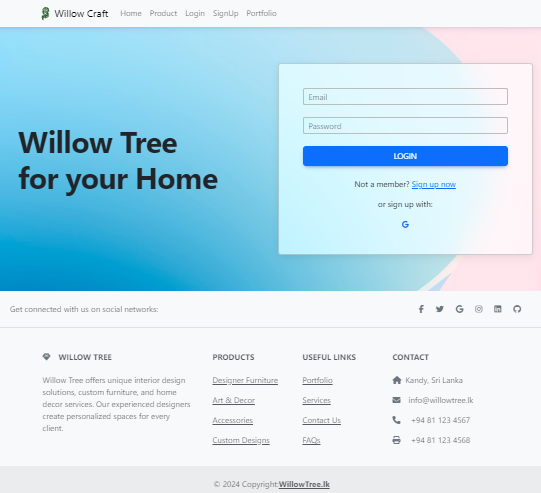 Willow Craft Home Product Login SignUp Portfolio
Willow Tree
for your Home
Email
Password
LOGIN
Not a member? Sign up now
or sign up with:
Get connected with us on social networks:
WILLOW TREE
Willow Tree offers unique interior design
solutions, custom furniture, and home
decor services. Our experienced designers
create personalized spaces for every
client.
PRODUCTS
Designer Furniture
Art & Decor
Accessories
Custom Designs
USEFUL LINKS
Portfolio
Services
Contact Us
FAQs
CONTACT
Kandy, Sri Lanka
info@willowtree.lk
+94 81 123 4567
+94 81 123 4568
© 2024 Copyright:WillowTree.lk